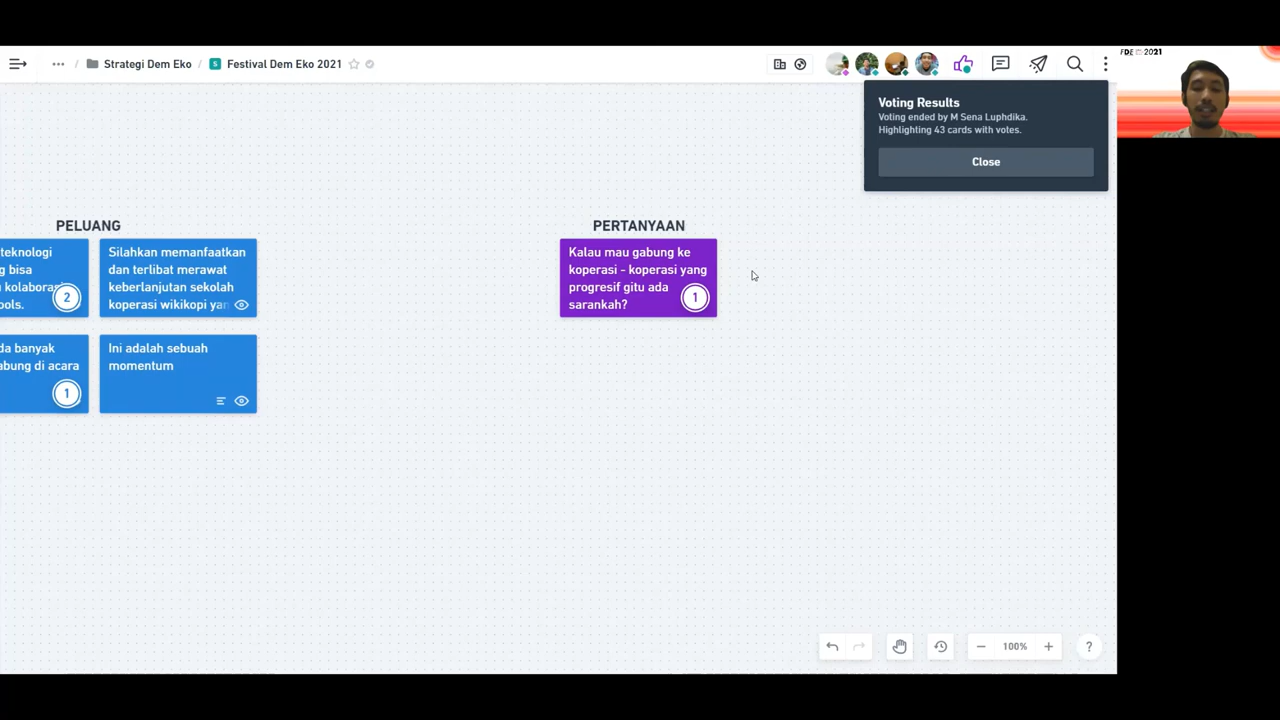 ... / Strategi Dem Eko / S Festival Dem Eko 2021
FDE 2021
Voting Results
Voting ended by M Sena Luphdika.
Highlighting 43 cards with votes.
Close
PELUANG
teknologi
g bisa
kolaboras
ools.
2
Silahkan memanfaatkan
dan terlibat merawat
keberlanjutan sekolah
koperasi wikikopi yan
da banyak
abung di acara
1
Ini adalah sebuah
momentum
PERTANYAAN
Kalau mau gabung ke
koperasi - koperasi yang
progresif gitu ada
sarankah?
1
100%
?